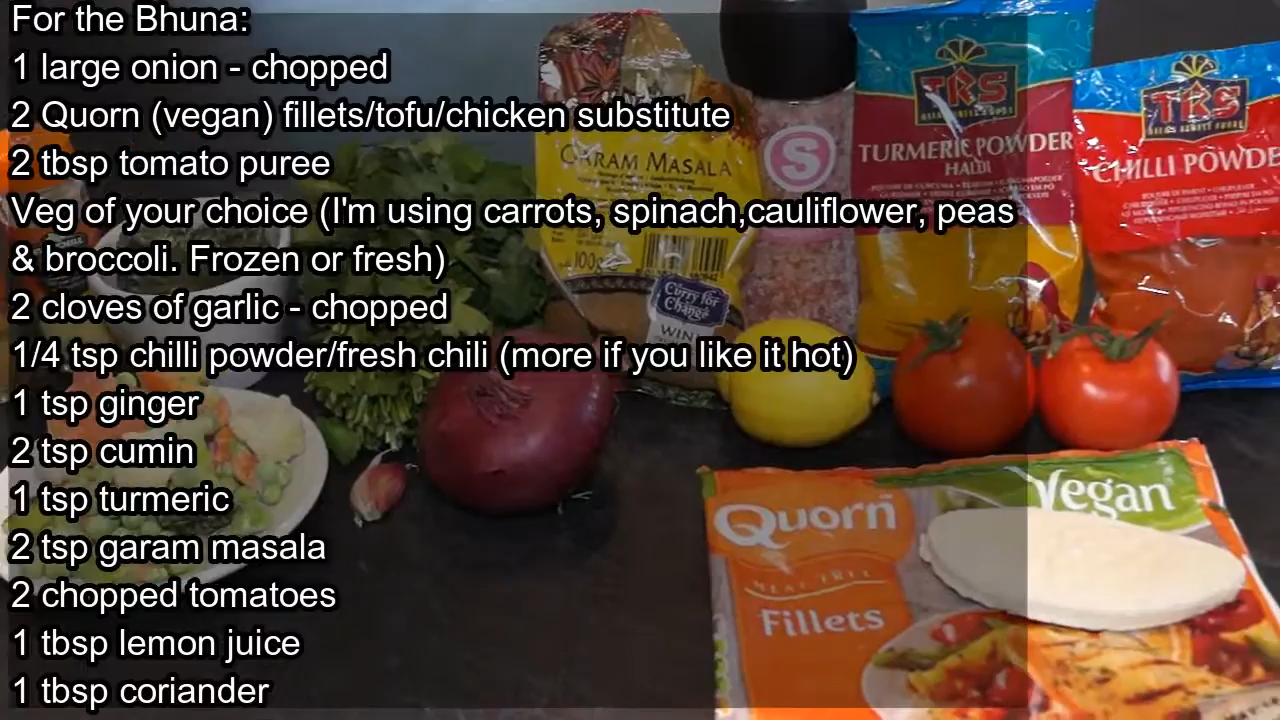 For the Bhuna:
1 large onion - chopped
2 Quorn (vegan) fillets/tofu/chicken substitute
2 tbsp tomato puree
Veg of your choice (I'm using carrots, spinach,cauliflower, peas
& broccoli. Frozen or fresh)
2 cloves of garlic - chopped
1/4 tsp chilli powder/fresh chili (more if you like it hot)
1 tsp ginger
2 tsp cumin
1 tsp turmeric
2 tsp garam masala
2 chopped tomatoes
1 tbsp lemon juice
1 tbsp coriander
GARAM MASALA
100g
Curry for
Change
S
TRS
TURMERIC POWDER
HALDI
TRS
CHILLI POWDE
Quorn
MEAT FREE
Fillets
Vegan